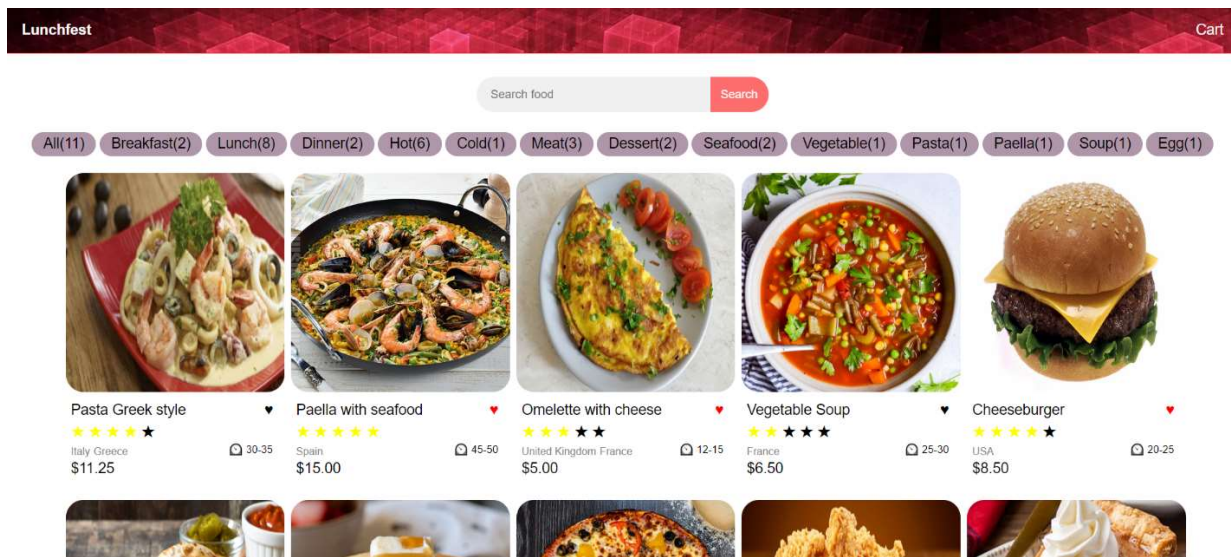 Lunchfest
Cart
Search food
Search
All(11) Breakfast(2) Lunch(8) Dinner(2) Hot(6) Cold(1) Meat(3) Dessert(2) Seafood(2) Vegetable(1) Pasta(1) Paella(1) Soup(1) Egg(1)
Pasta Greek style
Italy Greece
30-35
$11.25
Paella with seafood
Spain
45-50
$15.00
Omelette with cheese
United Kingdom France
12-15
$5.00
Vegetable Soup
France
25-30
$6.50
Cheeseburger
USA
20-25
$8.50